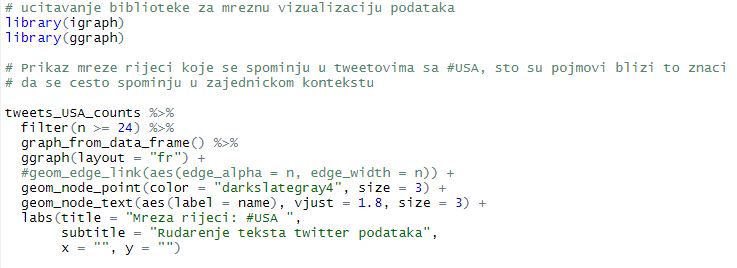 # ucitavanje biblioteke za mreznu vizualizaciju podataka
library(igraph)
library(ggraph)
# Prikaz mreze rijeci koje se spominju u tweetovima sa #USA, sto su pojmovi blizi to znaci
# da se cesto spominju u zajednickom kontekstu
tweets_USA_counts %>%
  filter(n >= 24) %>%
  graph_from_data_frame() %>%
  ggraph(layout = "fr") +
  #geom_edge_link(aes(edge_alpha = n, edge_width = n)) +
  geom_node_point(color = "darkslategray4", size = 3) +
  geom_node_text(aes(label = name), vjust = 1.8, size = 3) +
  labs(title = "Mreza rijeci: #USA ",
       subtitle = "Rudarenje teksta twitter podataka",
       x = "", y = "")